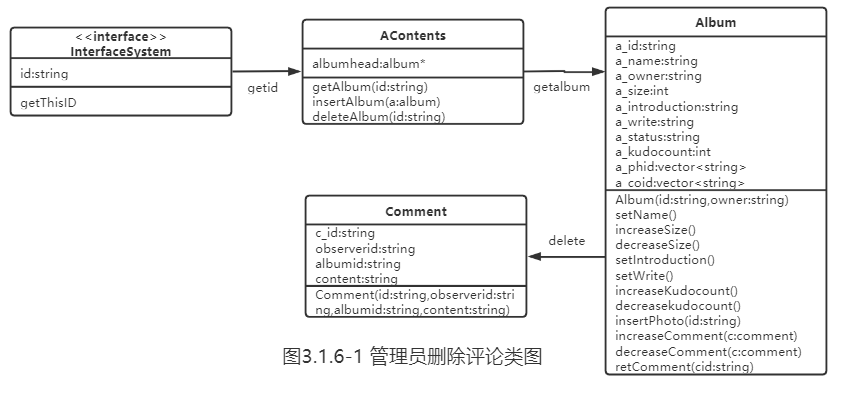 <<interface>>
InterfaceSystem
id:string
getThisID
getid
AContents
albumhead:album*
getAlbum(id:string)
insertAlbum(a:album)
deleteAlbum(id:string)
getalbum
Album
a_id:string
a_name:string
a_owner:string
a_size:int
a_introduction:string
a_write:string
a_status:string
a_kudocount:int
a_phid:vector<string>
a_coid:vector<string>
Album(id:string,owner:string)
setName()
increaseSize()
decreaseSize()
setIntroduction()
setWrite()
increaseKudocount()
decreasekudocount()
insertPhoto(id:string)
increaseComment(c:comment)
decreaseComment(c:comment)
retComment(cid:string)
delete
Comment
c_id:string
observerid:string
albumid:string
content:string
Comment(id:string,observerid:stri
ng,albumid:string,content:string)
图3.1.6-1 管理员删除评论类图